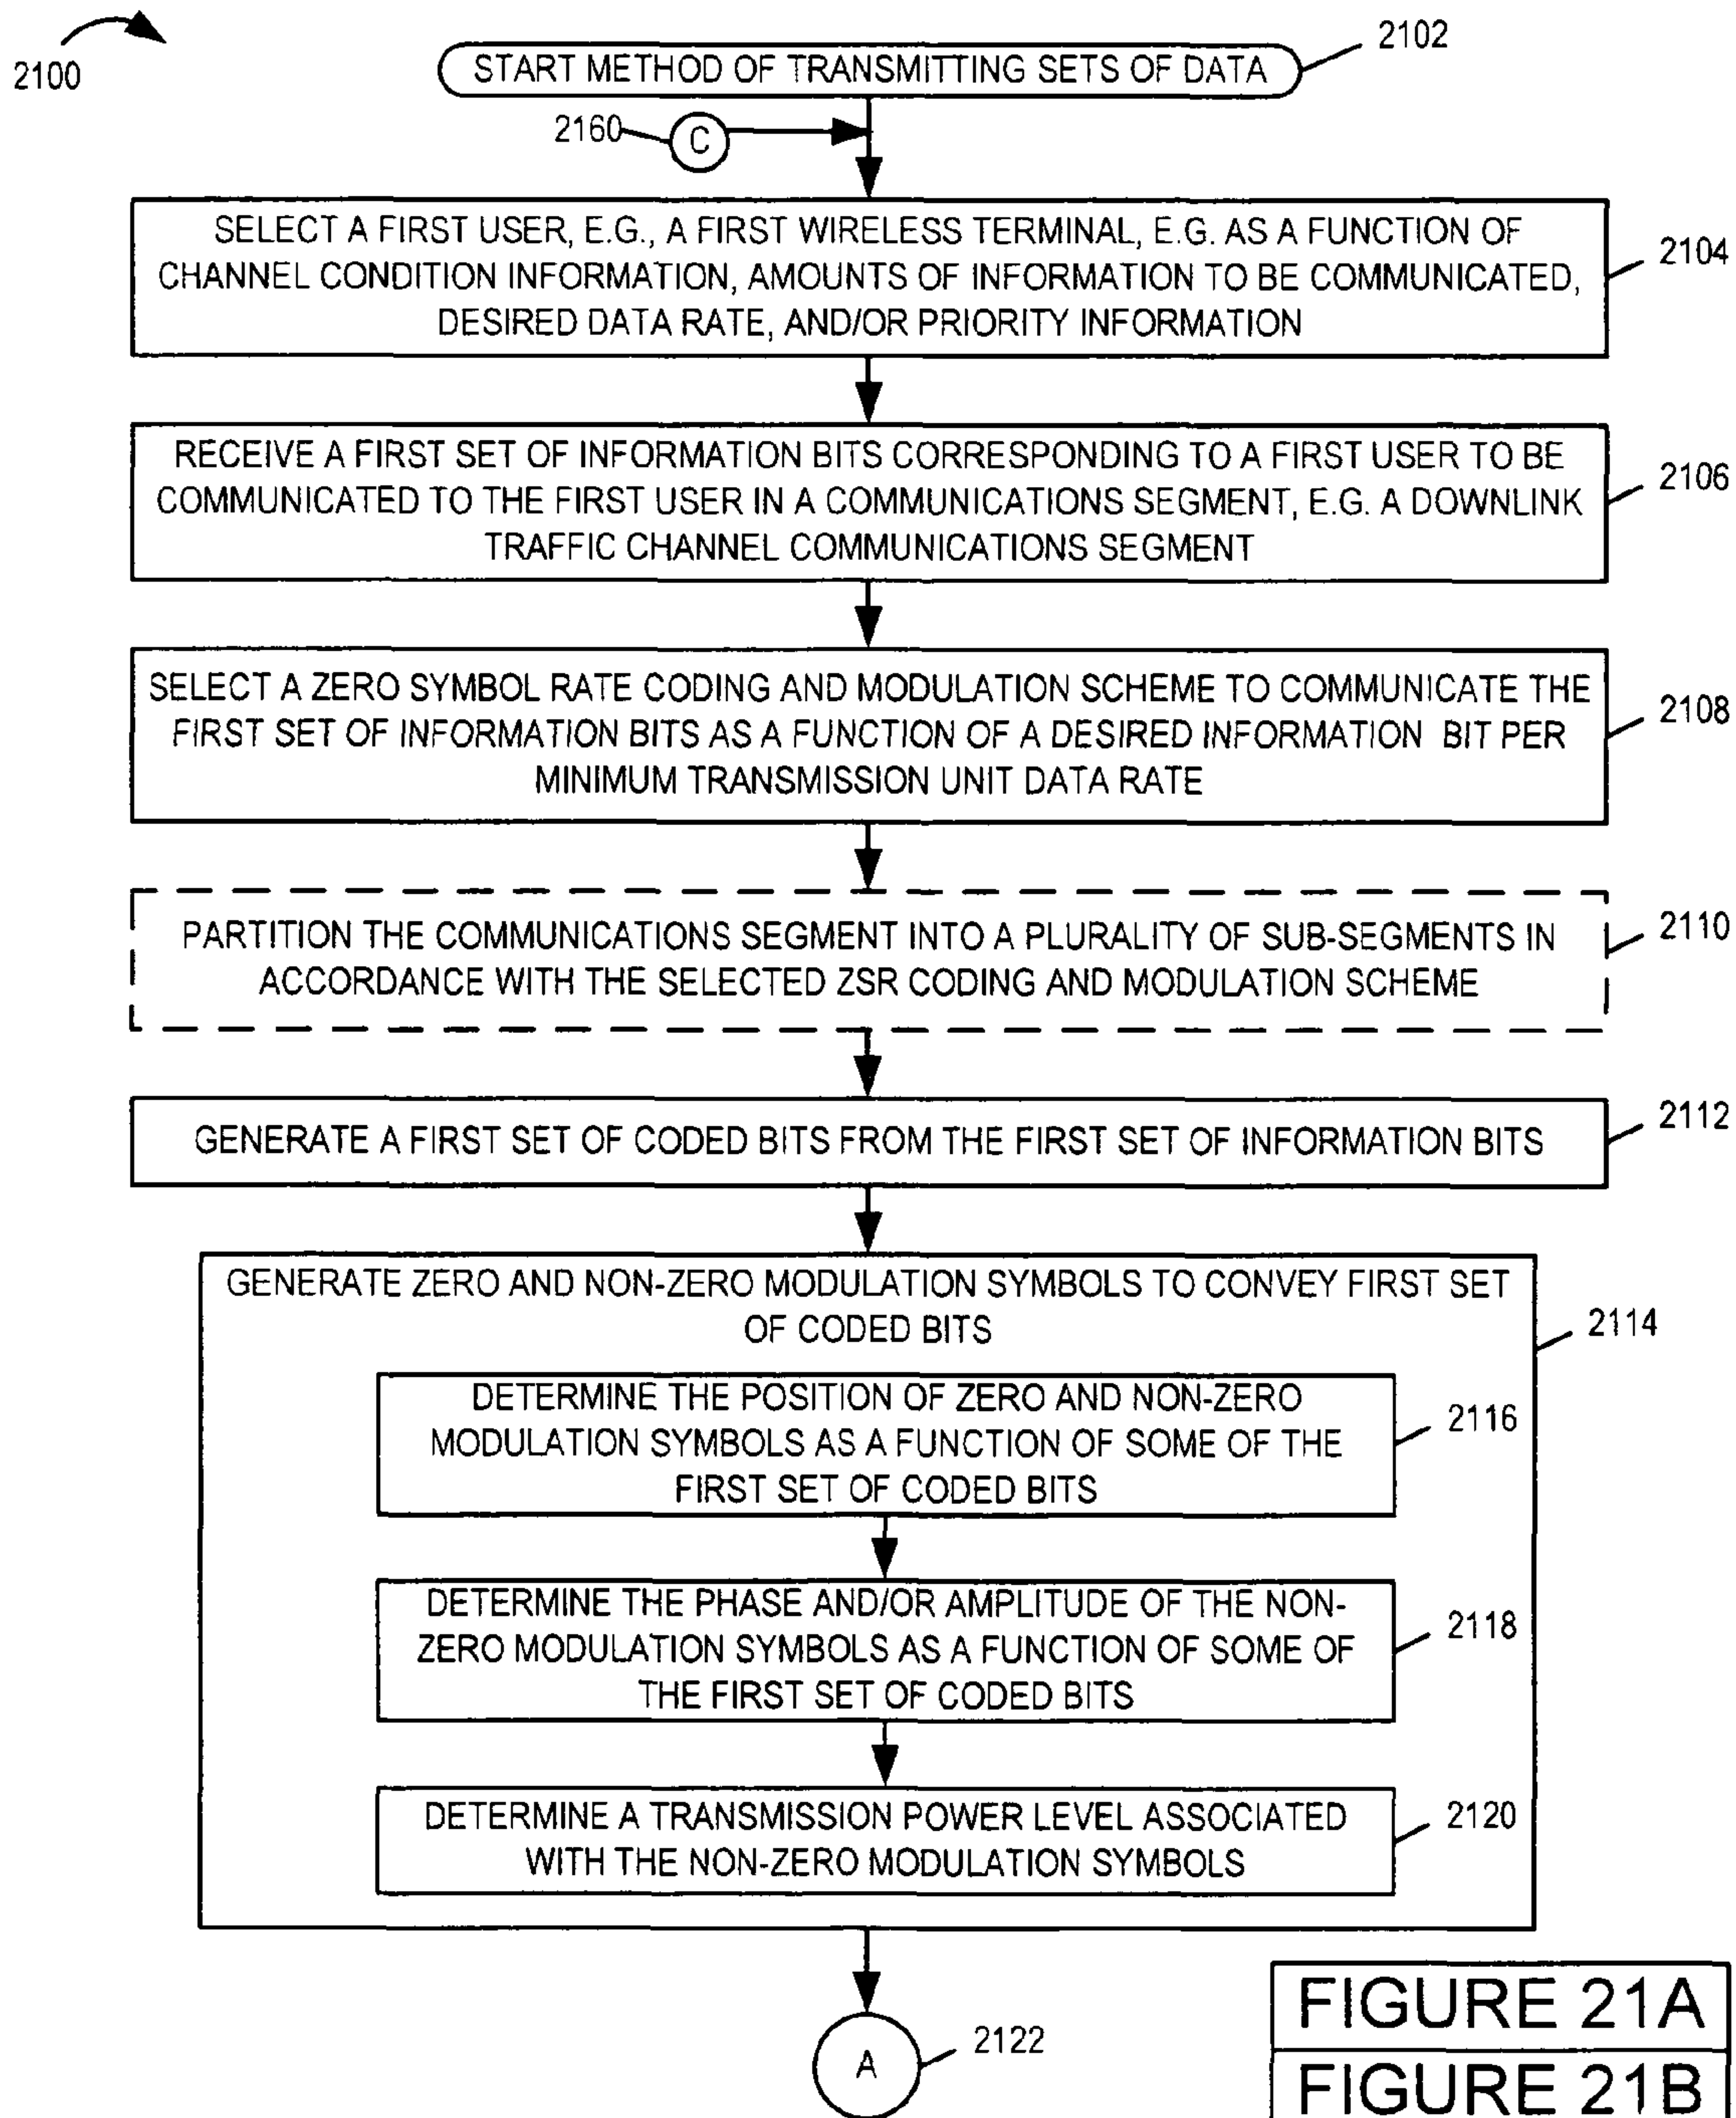 2100
START METHOD OF TRANSMITTING SETS OF DATA
2102
2160
C
SELECT A FIRST USER, E.G., A FIRST WIRELESS TERMINAL, E.G. AS A FUNCTION OF
CHANNEL CONDITION INFORMATION, AMOUNTS OF INFORMATION TO BE COMMUNICATED,
DESIRED DATA RATE, AND/OR PRIORITY INFORMATION
2104
RECEIVE A FIRST SET OF INFORMATION BITS CORRESPONDING TO A FIRST USER TO BE
COMMUNICATED TO THE FIRST USER IN A COMMUNICATIONS SEGMENT, E.G. A DOWNLINK
TRAFFIC CHANNEL COMMUNICATIONS SEGMENT
2106
SELECT A ZERO SYMBOL RATE CODING AND MODULATION SCHEME TO COMMUNICATE THE
FIRST SET OF INFORMATION BITS AS A FUNCTION OF A DESIRED INFORMATION BIT PER
MINIMUM TRANSMISSION UNIT DATA RATE
2108
PARTITION THE COMMUNICATIONS SEGMENT INTO A PLURALITY OF SUB-SEGMENTS IN
ACCORDANCE WITH THE SELECTED ZSR CODING AND MODULATION SCHEME
2110
GENERATE A FIRST SET OF CODED BITS FROM THE FIRST SET OF INFORMATION BITS
2112
GENERATE ZERO AND NON-ZERO MODULATION SYMBOLS TO CONVEY FIRST SET
OF CODED BITS
2114
DETERMINE THE POSITION OF ZERO AND NON-ZERO
MODULATION SYMBOLS AS A FUNCTION OF SOME OF THE
FIRST SET OF CODED BITS
2116
DETERMINE THE PHASE AND/OR AMPLITUDE OF THE NON-
ZERO MODULATION SYMBOLS AS A FUNCTION OF SOME OF
THE FIRST SET OF CODED BITS
2118
DETERMINE A TRANSMISSION POWER LEVEL ASSOCIATED
WITH THE NON-ZERO MODULATION SYMBOLS
2120
A
2122
FIGURE 21A
FIGURE 21B